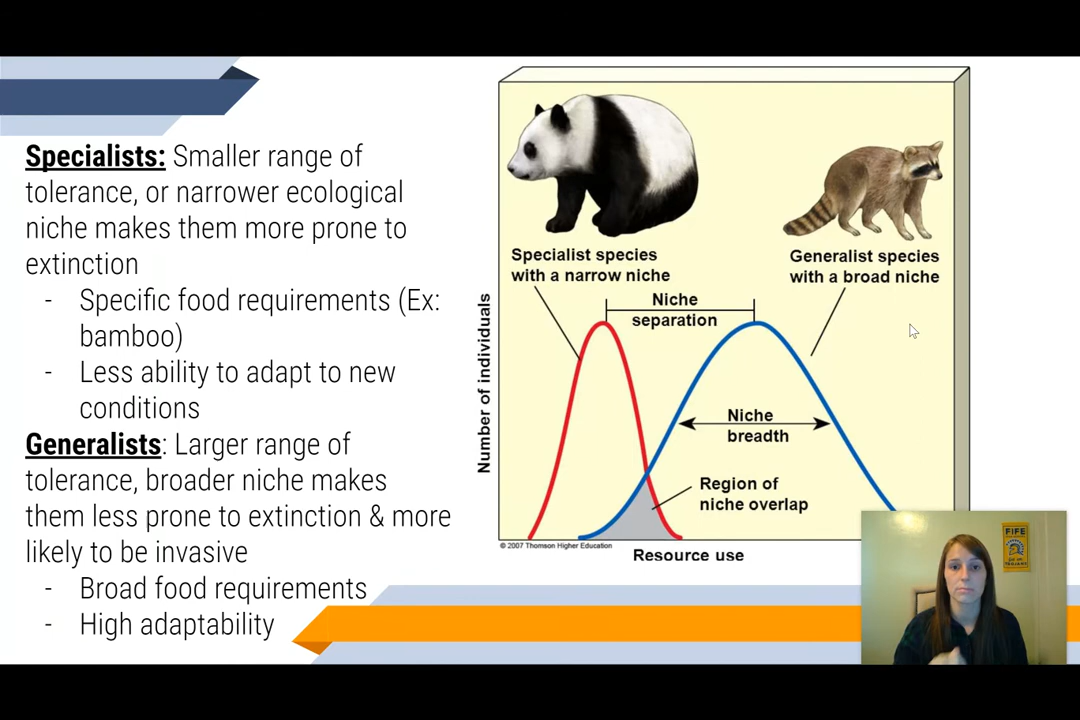 Specialists: Smaller range of
tolerance, or narrower ecological
niche makes them more prone to
extinction
- Specific food requirements (Ex:
bamboo)
- Less ability to adapt to new
conditions
Generalists: Larger range of
tolerance, broader niche makes
them less prone to extinction & more
likely to be invasive
- Broad food requirements
- High adaptability
Specialist species
with a narrow niche
Generalist species
with a broad niche
Niche
separation
Number of individuals
Niche
breadth
Region of
niche overlap
© 2007 Thomson Higher Education
Resource use
FIFE
TROJANS